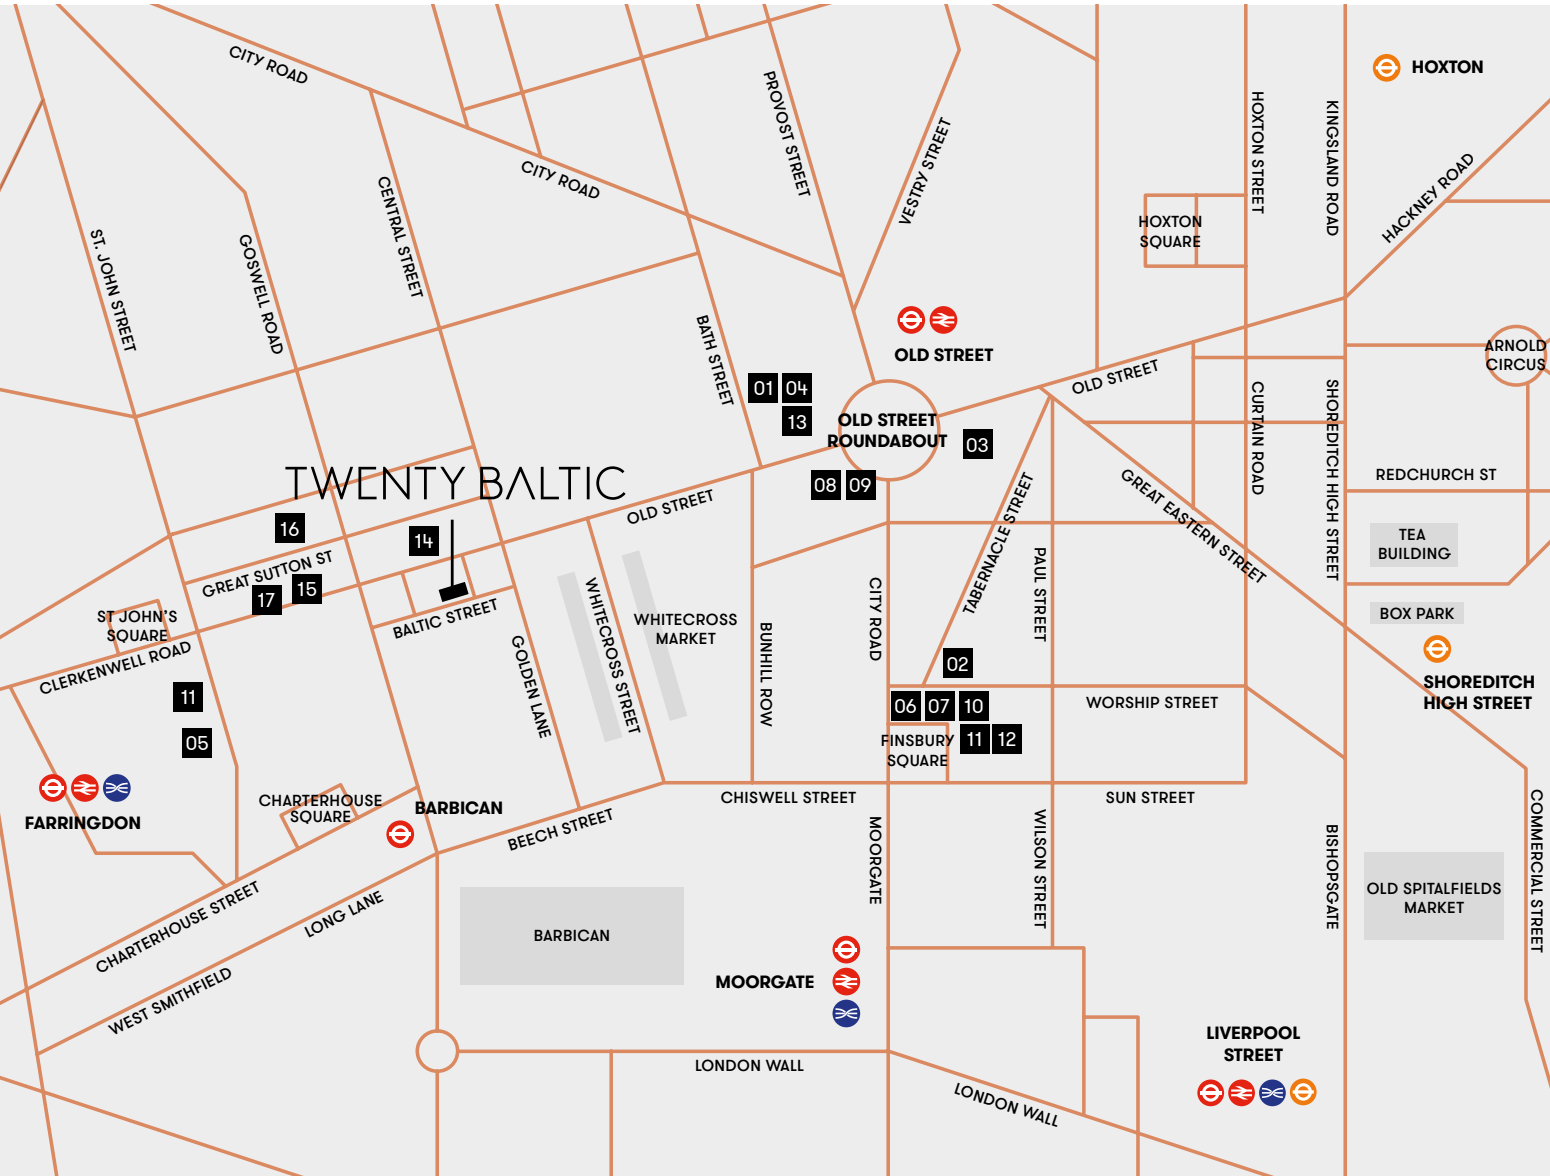 CITY ROAD
HOXTON
PROVOST STREET
HOXTON STREET
KINGSLAND ROAD
VESTRY STREET
CITY ROAD
HACKNEY ROAD
CENTRAL STREET
HOXTON
SQUARE
ST. JOHN STREET
GOSWELL ROAD
BATH STREET
OLD STREET
ARNOLD
CIRCUS
OLD STREET
01 04
13
OLD STREET
ROUNDABOUT
03
CURTAIN ROAD
SHOREDITCH HIGH STREET
TWENTY BALTIC
08 09
REDCHURCH ST
GREAT EASTERN STREET
OLD STREET
16
14
TEA
BUILDING
TABERNACLE STREET
GREAT SUTTON ST
15
17
PAUL STREET
ST JOHN'S
SQUARE
BALTIC STREET
WHITECROSS STREET
WHITECROSS
MARKET
CITY ROAD
BOX PARK
CLERKENWELL ROAD
GOLDEN LANE
BUNHILL ROW
02
SHOREDITCH
HIGH STREET
11
06 07 10
WORSHIP STREET
05
FINSBURY
SQUARE
11 12
FARRINGDON
CHARTERHOUSE
SQUARE
BARBICAN
CHISWELL STREET
SUN STREET
BEECH STREET
MOORGATE
WILSON STREET
BISHOPSGATE
COMMERCIAL STREET
CHARTERHOUSE STREET
LONG LANE
OLD SPITALFIELDS
MARKET
BARBICAN
WEST SMITHFIELD
MOORGATE
LIVERPOOL
STREET
LONDON WALL
LONDON WALL